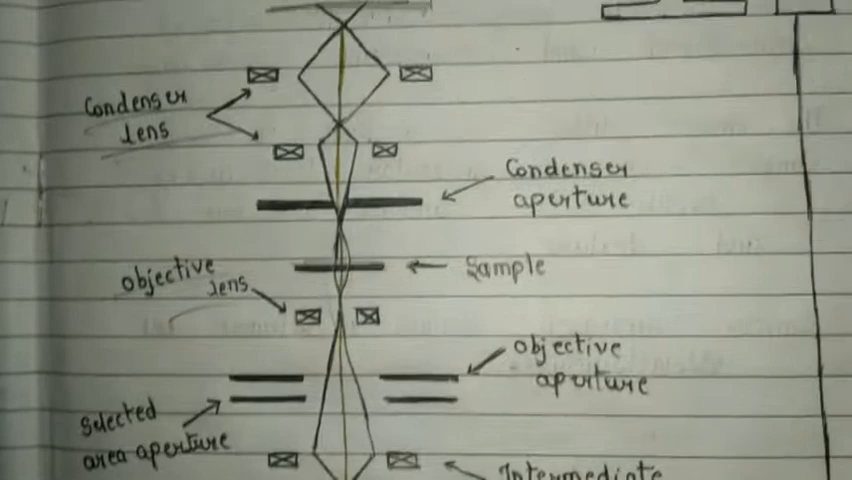 Condenser
lens
Condenser
aperture
Sample
objective
lens
objective
aperture
Selected
area aperture
Intermediate